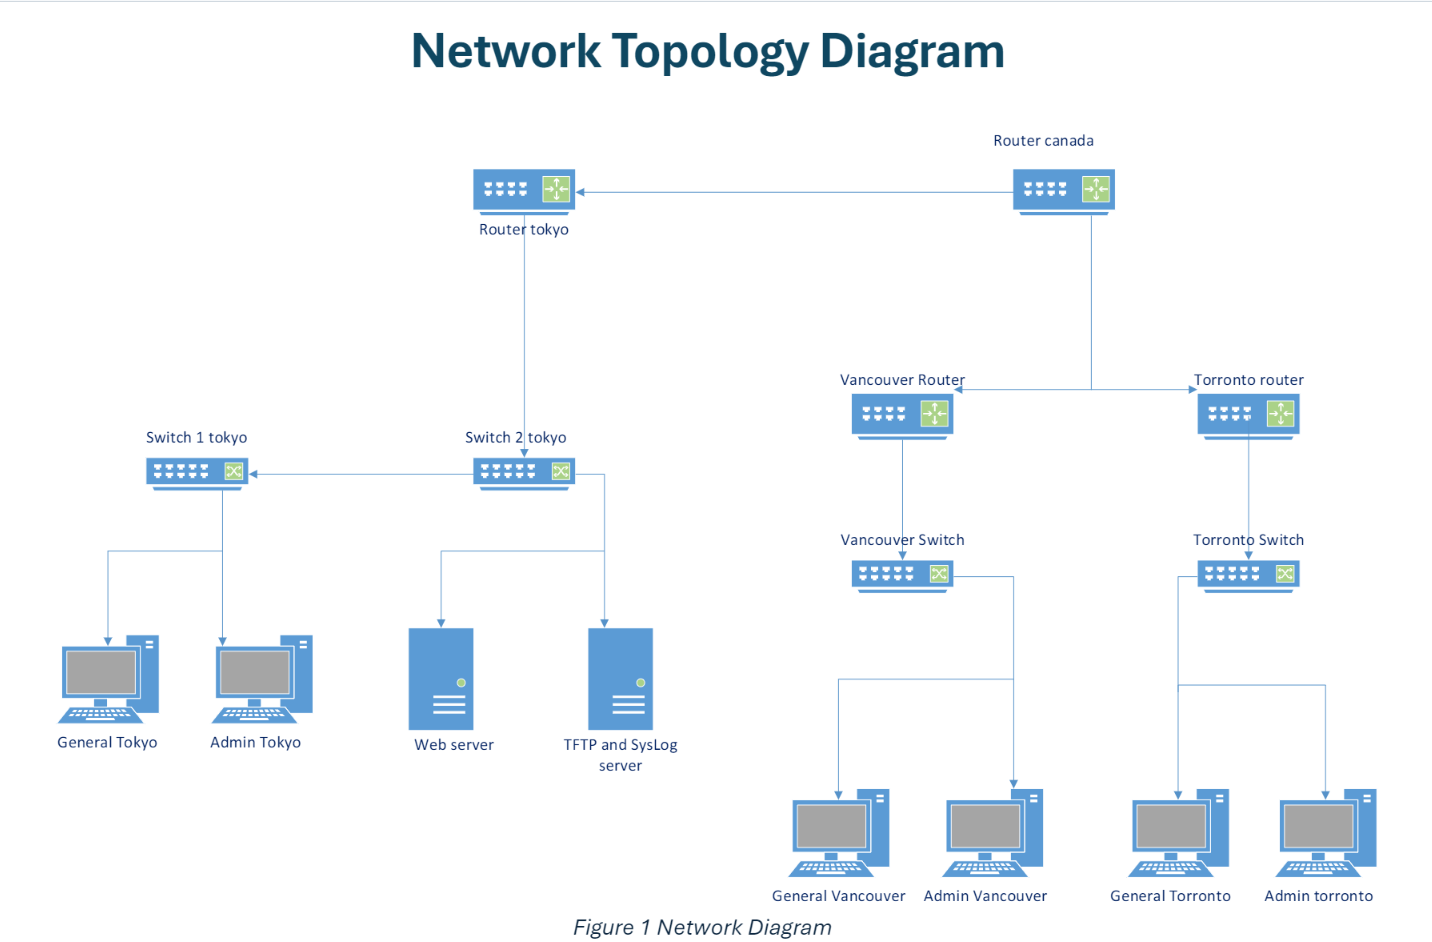 Network Topology Diagram
Router canada
Router tokyo
Vancouver Router
Torronto router
Switch 1 tokyo
Switch 2 tokyo
Vancouver Switch
Torronto Switch
General Tokyo
Admin Tokyo
Web server
TFTP and SysLog
server
General Vancouver
Admin Vancouver
General Torronto
Admin torronto
Figure 1 Network Diagram